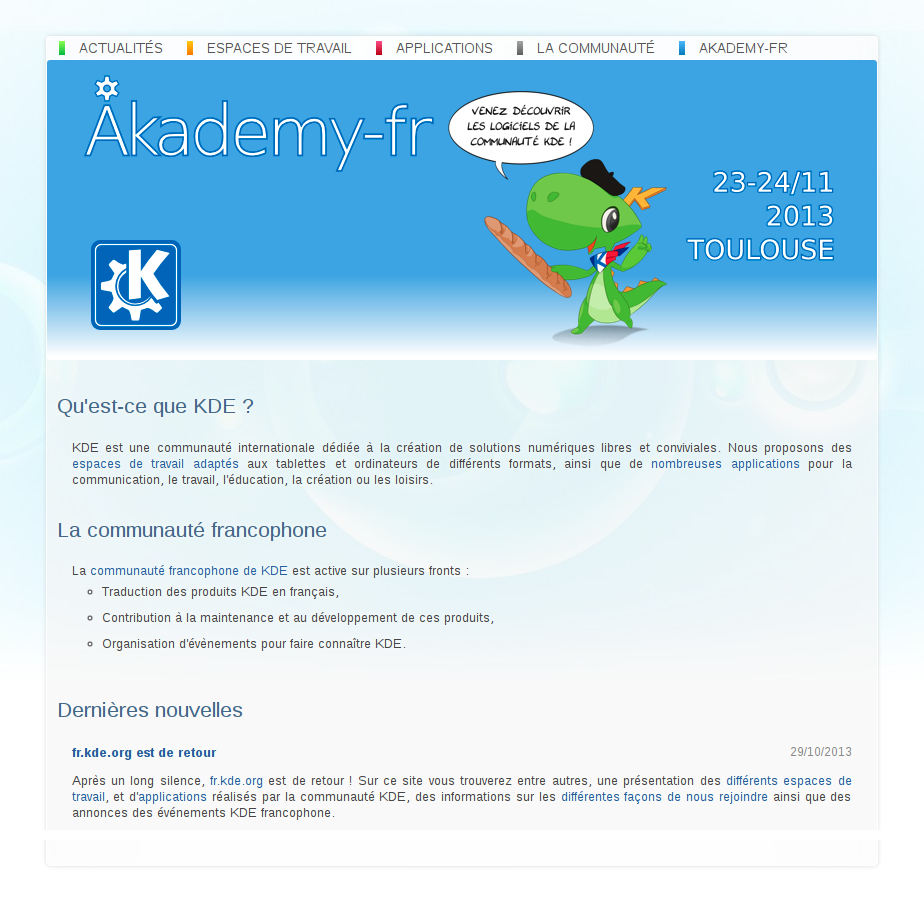 ACTUALITÉS ESPACES DE TRAVAIL APPLICATIONS LA COMMUNAUTÉ AKADEMY-FR
Akademy-fr
VENEZ DÉCOUVRIR
LES LOGICIELS DE LA
COMMUNAUTÉ KDE !
23-24/11
2013
TOULOUSE
K
Qu'est-ce que KDE ?
KDE est une communauté internationale dédiée à la création de solutions numériques libres et conviviales. Nous proposons des
espaces de travail adaptés aux tablettes et ordinateurs de différents formats, ainsi que de nombreuses applications pour la
communication, le travail, l'éducation, la création ou les loisirs.
La communauté francophone
La communauté francophone de KDE est active sur plusieurs fronts :
Traduction des produits KDE en français,
Contribution à la maintenance et au développement de ces produits,
Organisation d'évènements pour faire connaître KDE.
Dernières nouvelles
fr.kde.org est de retour 29/10/2013
Après un long silence, fr.kde.org est de retour ! Sur ce site vous trouverez entre autres, une présentation des différents espaces de
travail, et d'applications réalisés par la communauté KDE, des informations sur les différentes façons de nous rejoindre ainsi que des
annonces des événements KDE francophone.